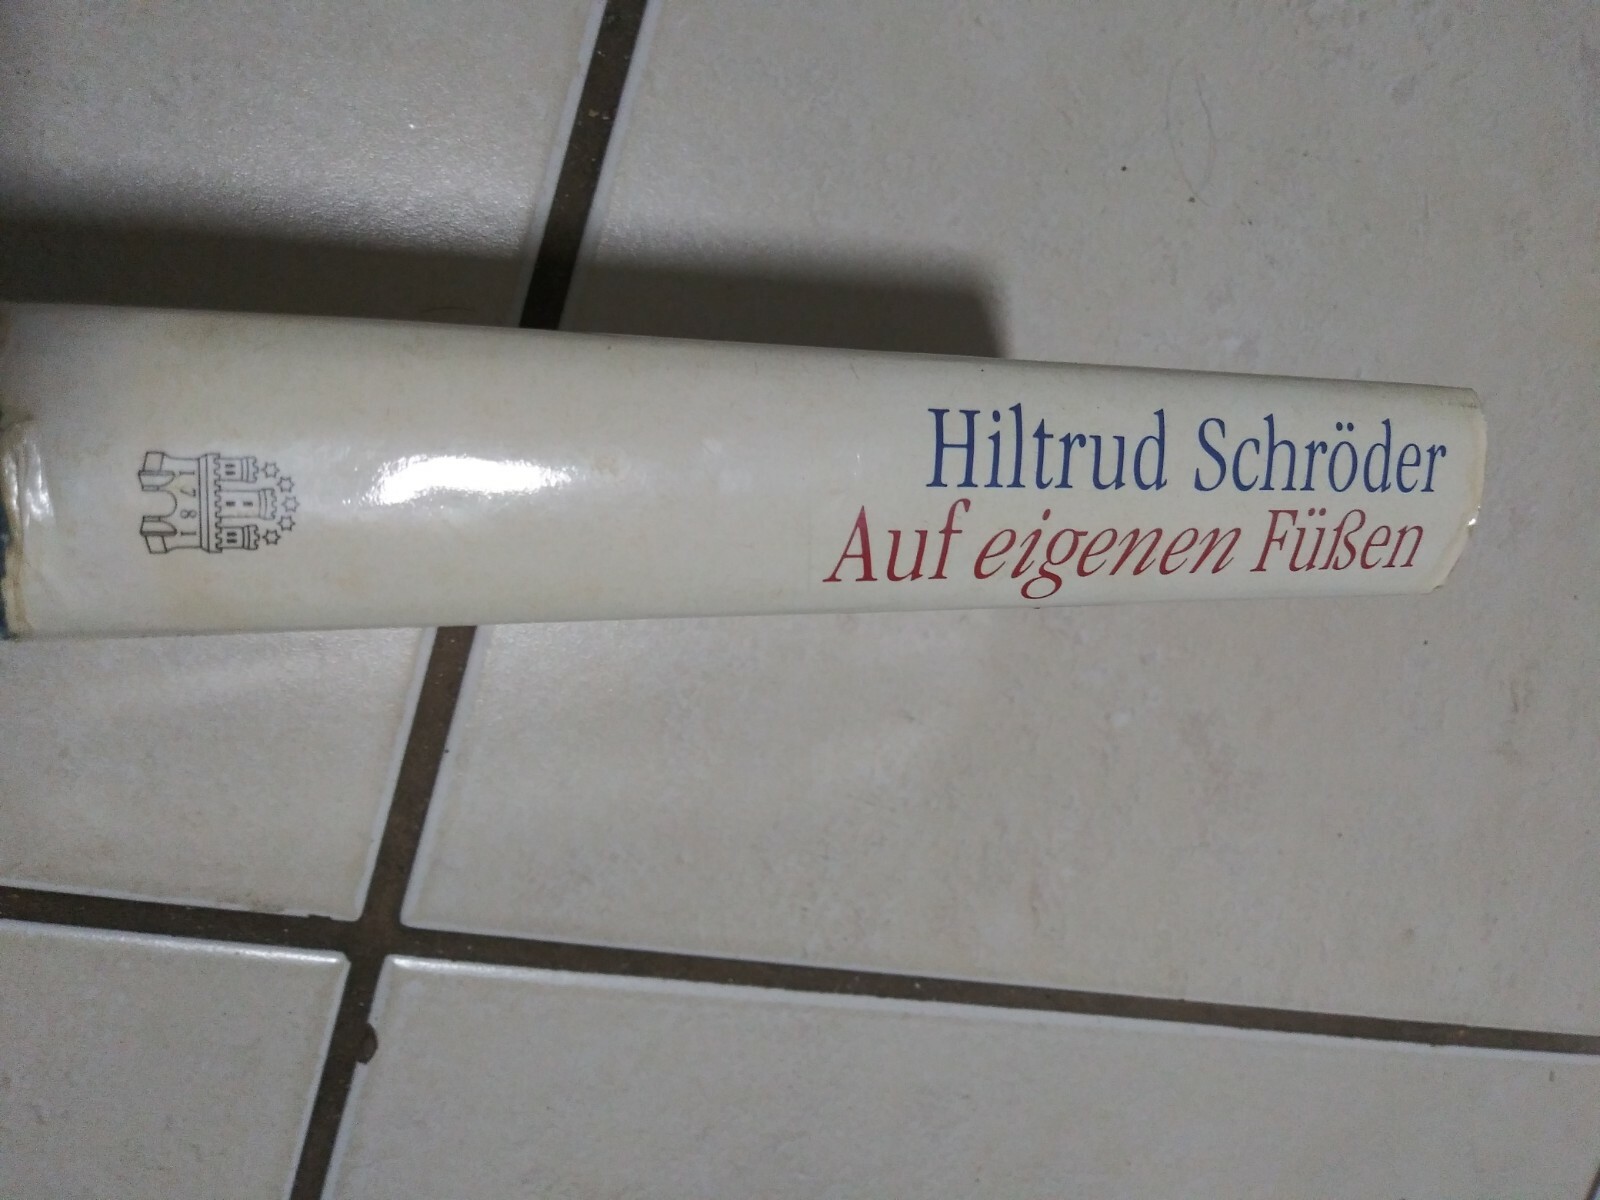 Hiltrud Schröder
Auf eigenen Füßen
1871